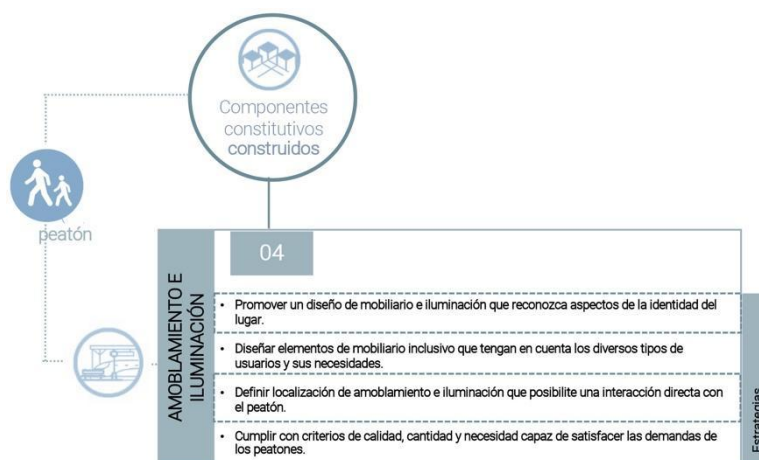 Componentes
constitutivos
construidos
peatón
04
AMOBLAMIENTO E
ILUMINACIÓN
• Promover un diseño de mobiliario e iluminación que reconozca aspectos de la identidad del
lugar.
• Diseñar elementos de mobiliario inclusivo que tengan en cuenta los diversos tipos de
usuarios y sus necesidades.
• Definir localización de amoblamiento e iluminación que posibilite una interacción directa con
el peatón.
• Cumplir con criterios de calidad, cantidad y necesidad capaz de satisfacer las demandas de
los peatones.
Estrategias